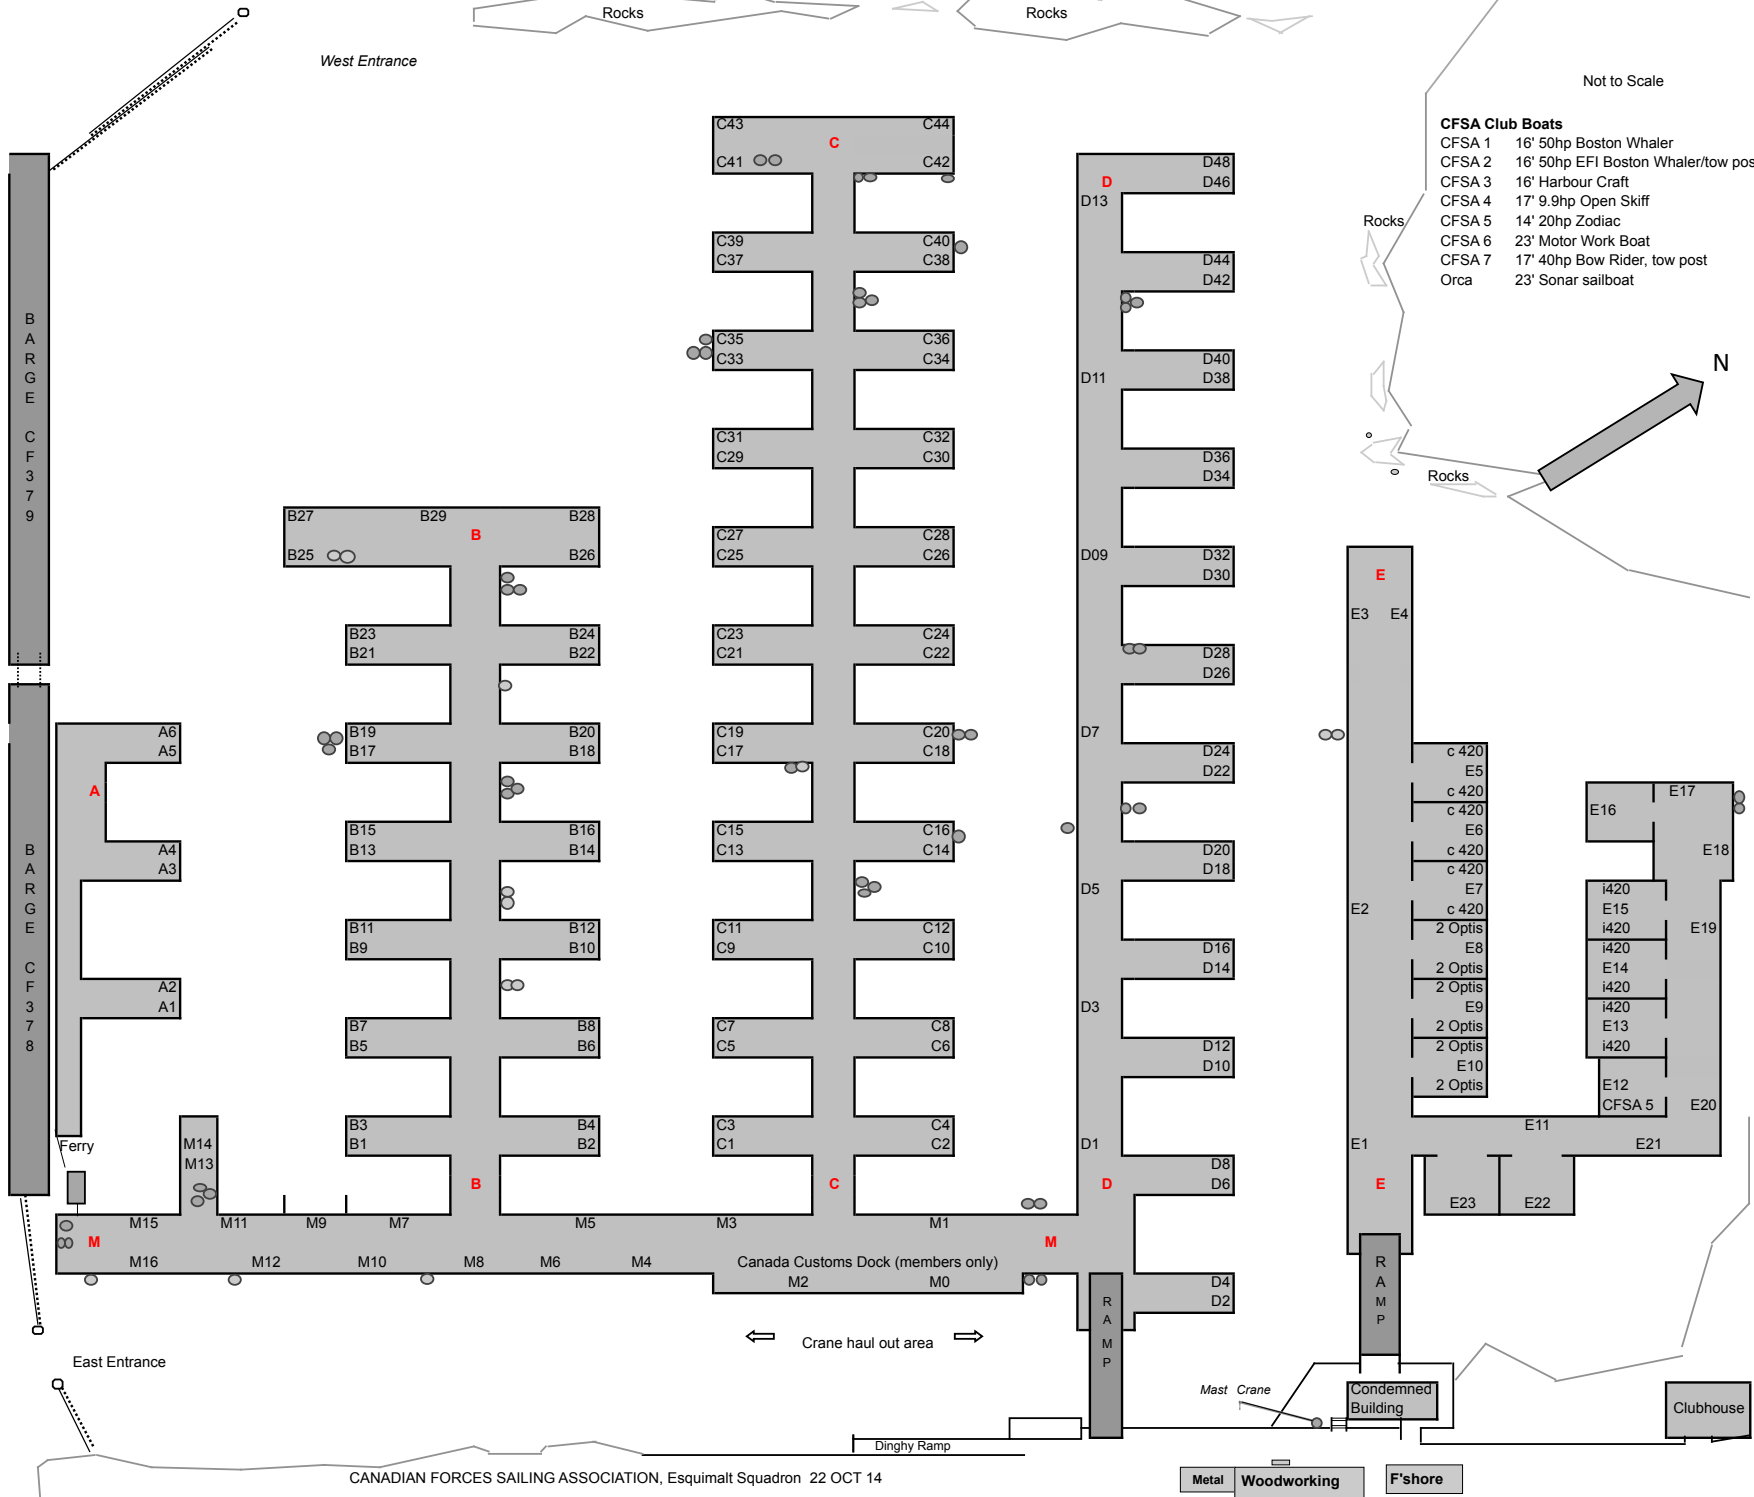 Rocks
Rocks
West Entrance
Not to Scale
CFSA Club Boats
CFSA 1 16' 50hp Boston Whaler
CFSA 2 16' 50hp EFI Boston Whaler/tow pos
CFSA 3 16' Harbour Craft
CFSA 4 17' 9.9hp Open Skiff
CFSA 5 14' 20hp Zodiac
CFSA 6 23' Motor Work Boat
CFSA 7 17' 40hp Bow Rider, tow post
Orca 23' Sonar sailboat
Rocks
Rocks
N
BARGE CF379
BARGE CF378
A6
A5
A
A4
A3
A2
A1
Ferry
B27 B29 B28
B
B25 B26
B23 B24
B21 B22
B19 B20
B17 B18
B15 B16
B13 B14
B11 B12
B9 B10
B7 B8
B5 B6
B3 B4
B1 B2
B
C43 C44
C
C41 C42
C39 C40
C37 C38
C35 C36
C33 C34
C31 C32
C29 C30
C27 C28
C25 C26
C23 C24
C21 C22
C19 C20
C17 C18
C15 C16
C13 C14
C11 C12
C9 C10
C7 C8
C5 C6
C3 C4
C1 C2
C
D48
D D46
D13
D44
D42
D40
D11 D38
D36
D34
D09 D32
D30
D28
D26
D7
D24
D22
D20
D18
D5
D16
D14
D3
D12
D10
D1
D8
D D6
D4
D2
E
E3 E4
c 420
E5
c 420
c 420
E6
c 420
c 420
E7
c 420
E2
2 Optis
E8
2 Optis
2 Optis
E9
2 Optis
2 Optis
E10
2 Optis
E1
E
E17
E16
E18
i420
E15
i420
E19
i420
E14
i420
i420
E13
i420
E12
CFSA 5 E20
E11
E21
E23 E22
M14
M13
M15 M11 M9 M7 M5 M3 M1
M M
M16 M12 M10 M8 M6 M4 Canada Customs Dock (members only)
M2 M0
RAMP
RAMP
Crane haul out area
East Entrance
Mast Crane
Condemned
Building
Clubhouse
Dinghy Ramp
CANADIAN FORCES SAILING ASSOCIATION, Esquimalt Squadron 22 OCT 14
Metal Woodworking F'shore